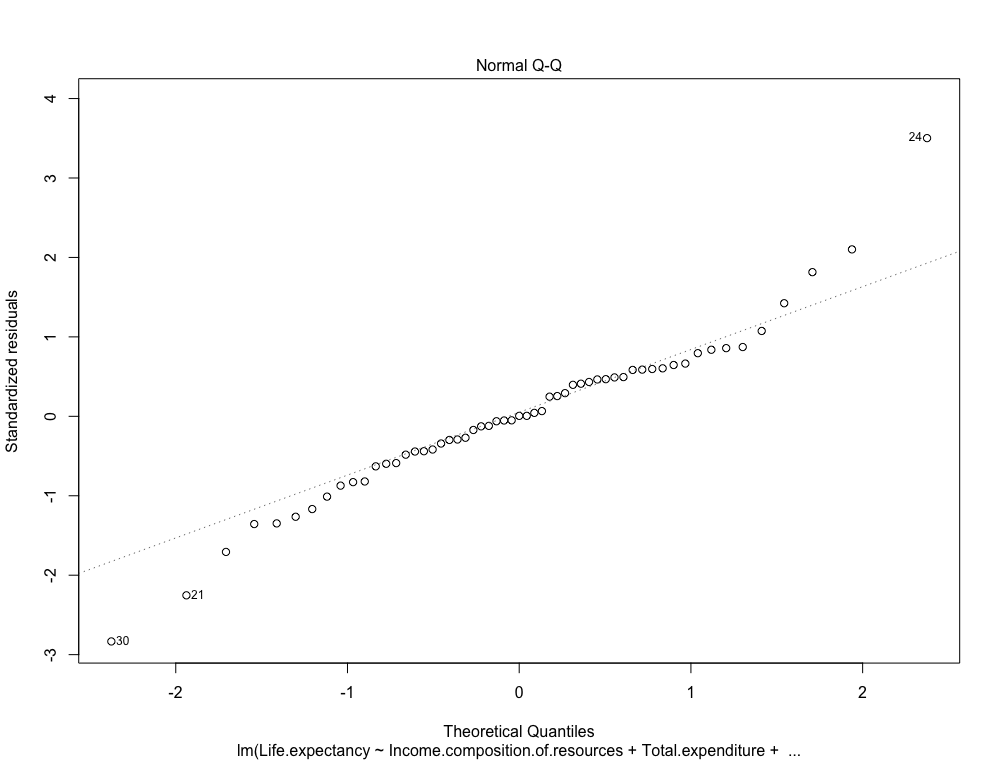 Normal Q-Q
4
3
2
1
0
-1
-2
-3
Standardized residuals
24
21
30
-2 -1 0 1 2
Theoretical Quantiles
lm(Life.expectancy ~ Income.composition.of.resources + Total.expenditure + ...